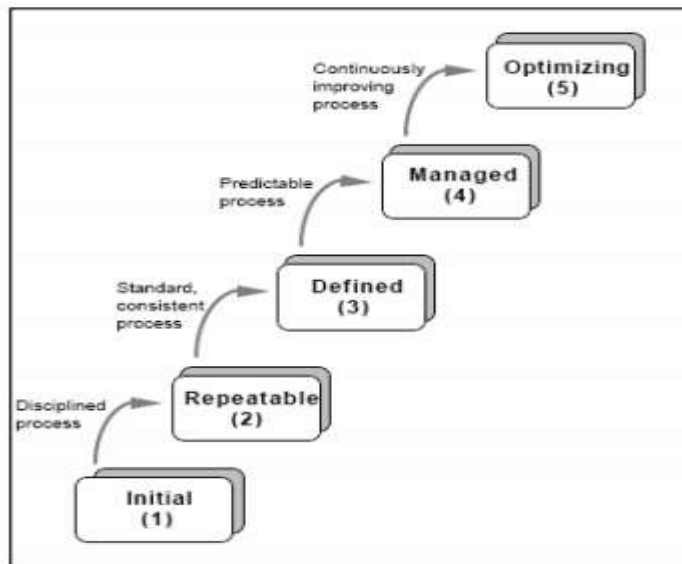 Continuously
improving
process
Optimizing
(5)
Predictable
process
Managed
(4)
Standard,
consistent
process
Defined
(3)
Disciplined
process
Repeatable
(2)
Initial
(1)